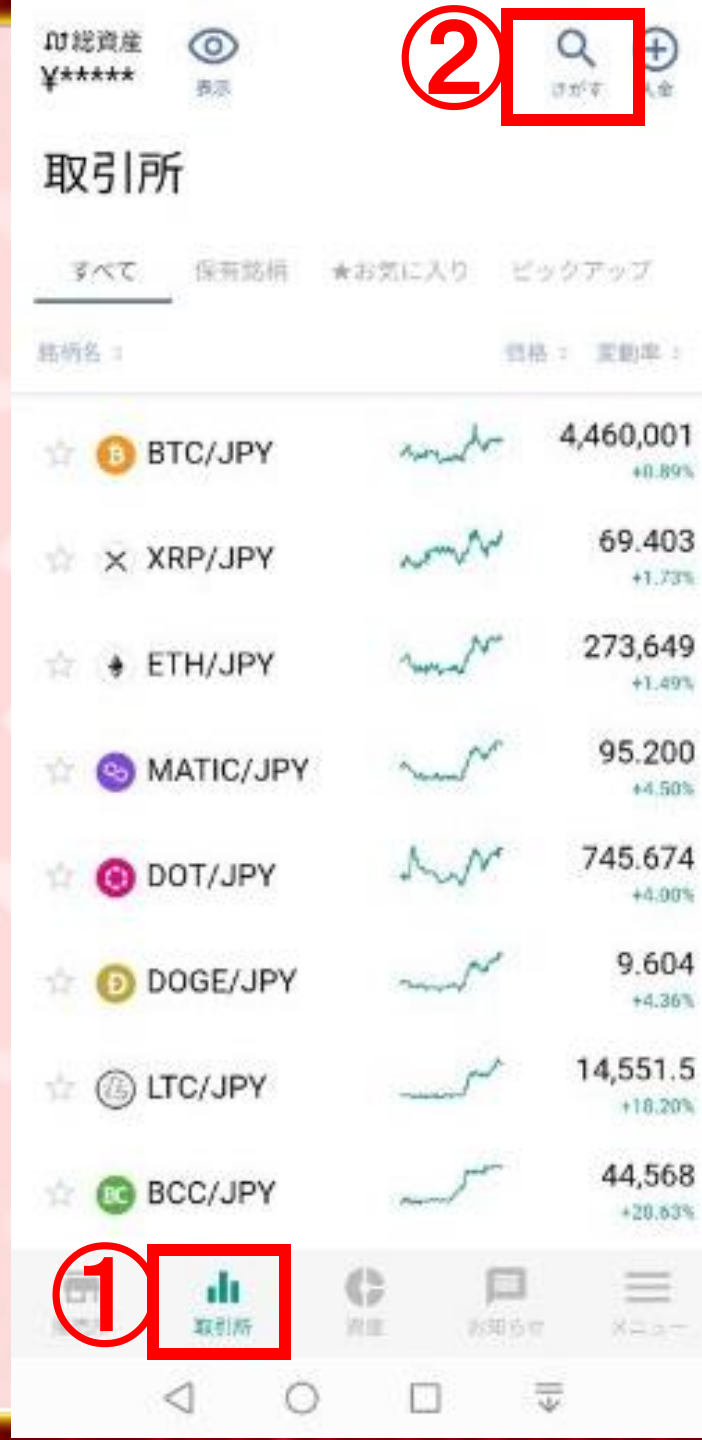 総資産
¥*****
表示
②
さがす
入金
取引所
すべて 保有銘柄 ★お気に入り ピックアップ
銘柄名 価格 変動率
BTC/JPY 4,460,001
+0.89%
XRP/JPY 69.403
+1.73%
ETH/JPY 273,649
+1.49%
MATIC/JPY 95.200
+4.50%
DOT/JPY 745.674
+4.00%
DOGE/JPY 9.604
+4.36%
LTC/JPY 14,551.5
+18.20%
BC BCC/JPY 44,568
+28.63%
①
取引所 資産 お知らせ メニュー